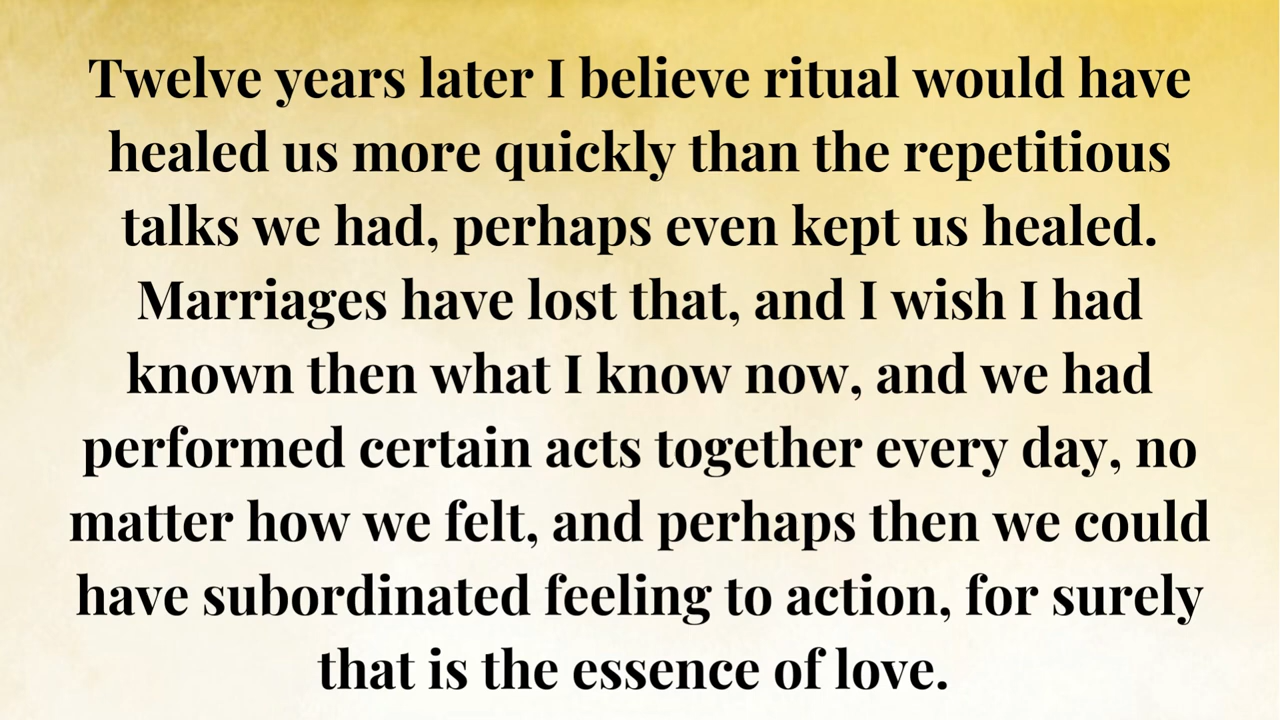 Twelve years later I believe ritual would have
healed us more quickly than the repetitious
talks we had, perhaps even kept us healed.
Marriages have lost that, and I wish I had
known then what I know now, and we had
performed certain acts together every day, no
matter how we felt, and perhaps then we could
have subordinated feeling to action, for surely
that is the essence of love.